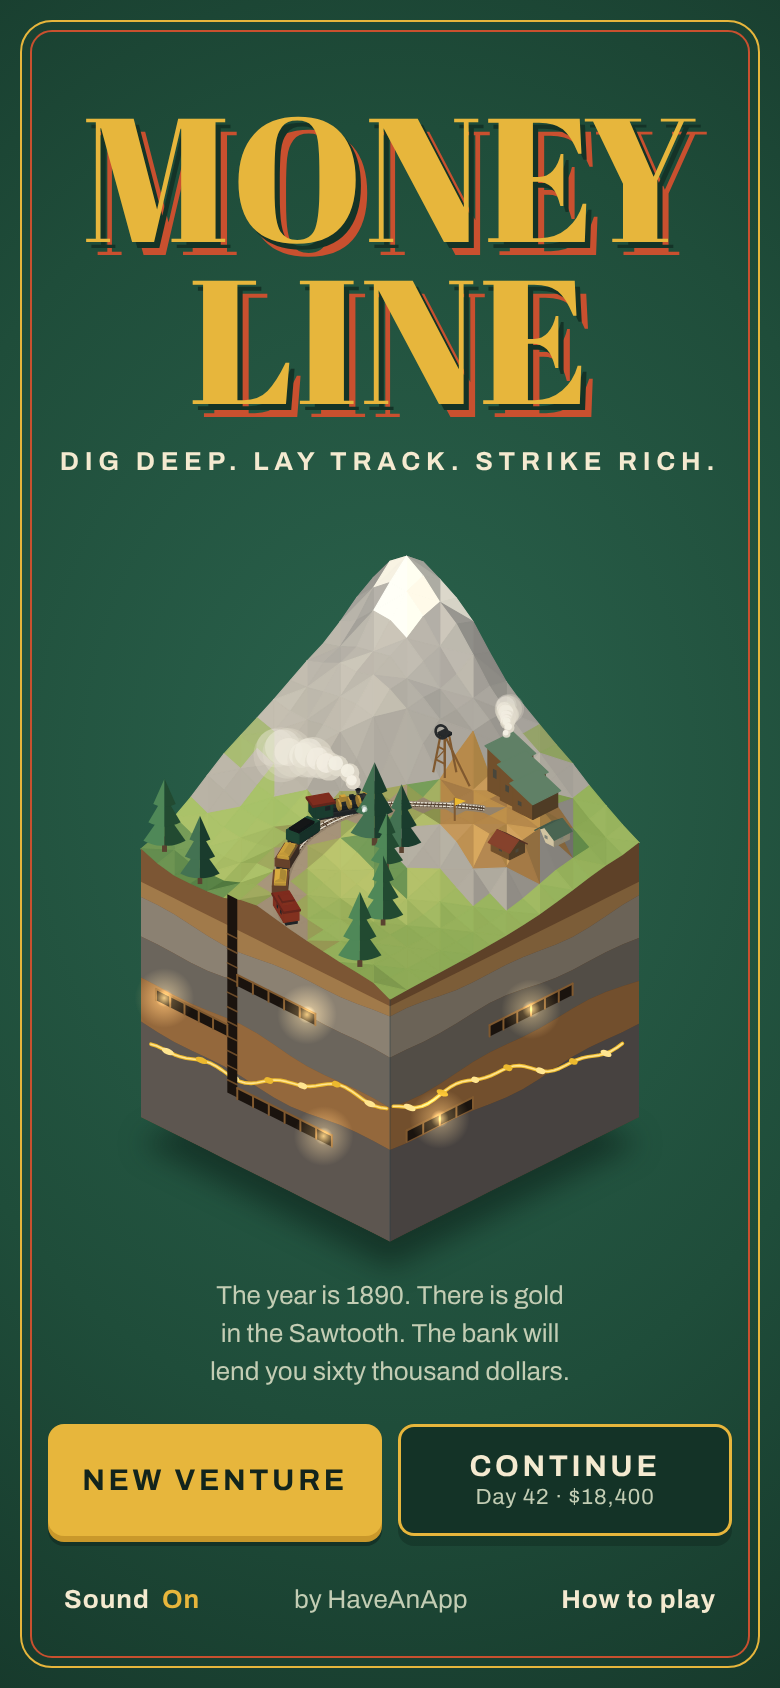 MONEY
LINE
DIG DEEP. LAY TRACK. STRIKE RICH.
The year is 1890. There is gold
in the Sawtooth. The bank will
lend you sixty thousand dollars.
NEW VENTURE
CONTINUE
Day 42 · $18,400
Sound On
by HaveAnApp
How to play